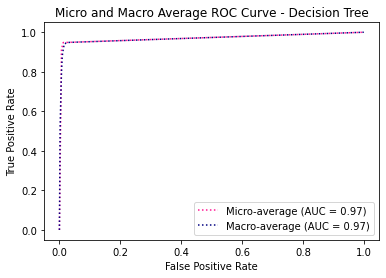 Micro and Macro Average ROC Curve - Decision Tree
True Positive Rate
1.0
0.8
0.6
0.4
0.2
0.0
Micro-average (AUC = 0.97)
Macro-average (AUC = 0.97)
0.0 0.2 0.4 0.6 0.8 1.0
False Positive Rate